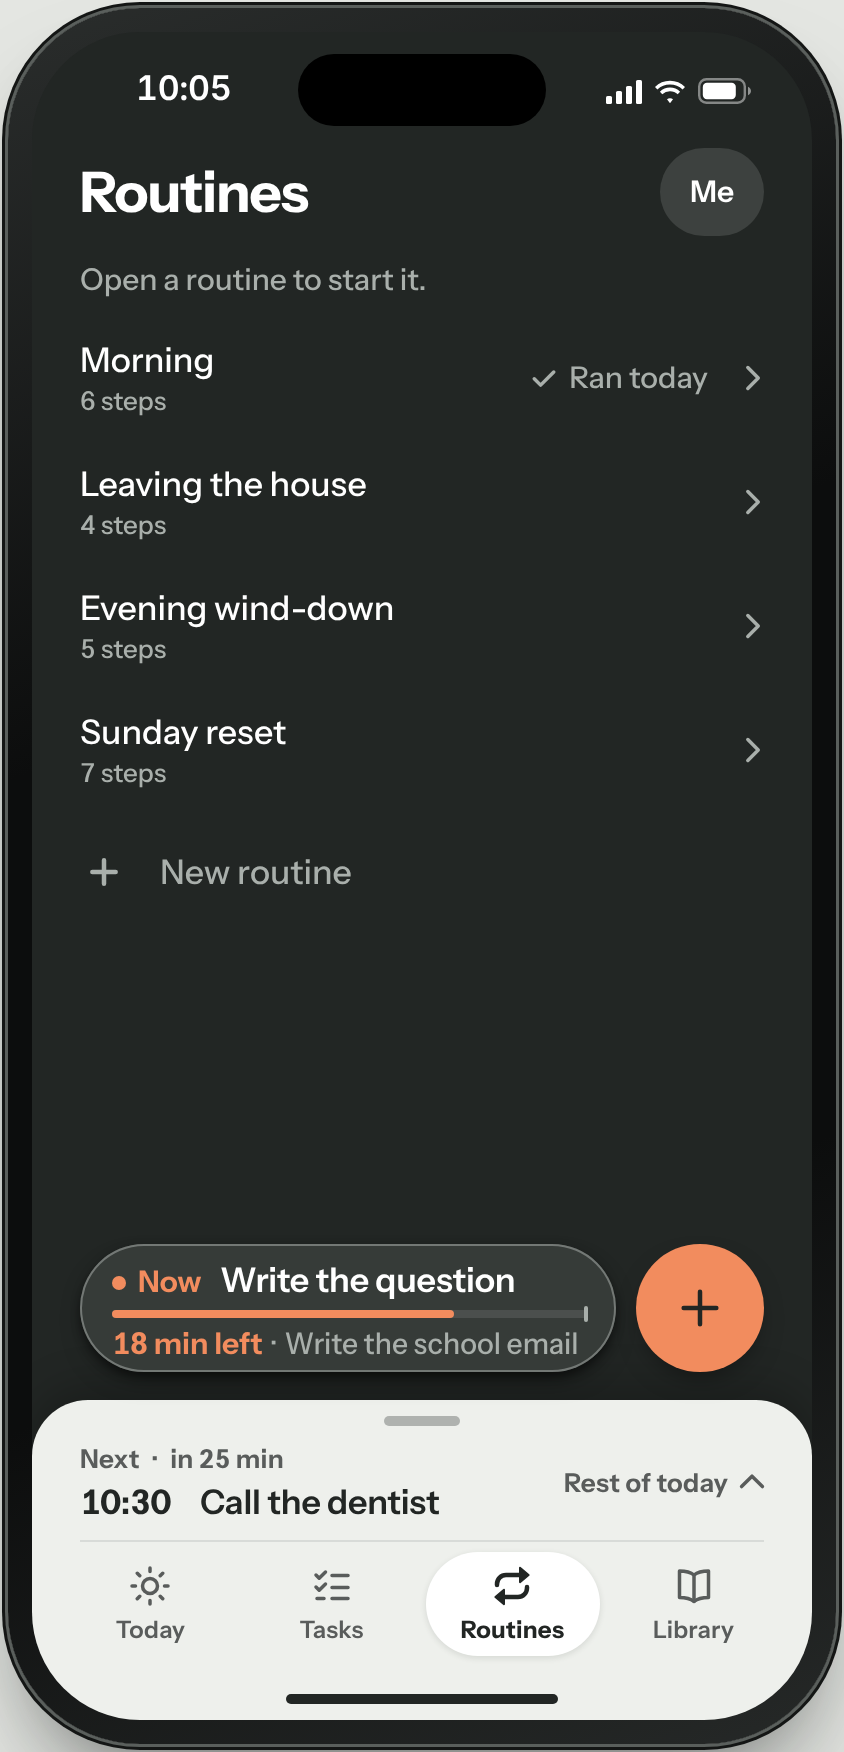 10:05
Routines
Me
Open a routine to start it.
Morning
6 steps
Ran today
Leaving the house
4 steps
Evening wind-down
5 steps
Sunday reset
7 steps
New routine
Now Write the question
18 min left · Write the school email
Next · in 25 min
10:30 Call the dentist
Rest of today
Today
Tasks
Routines
Library